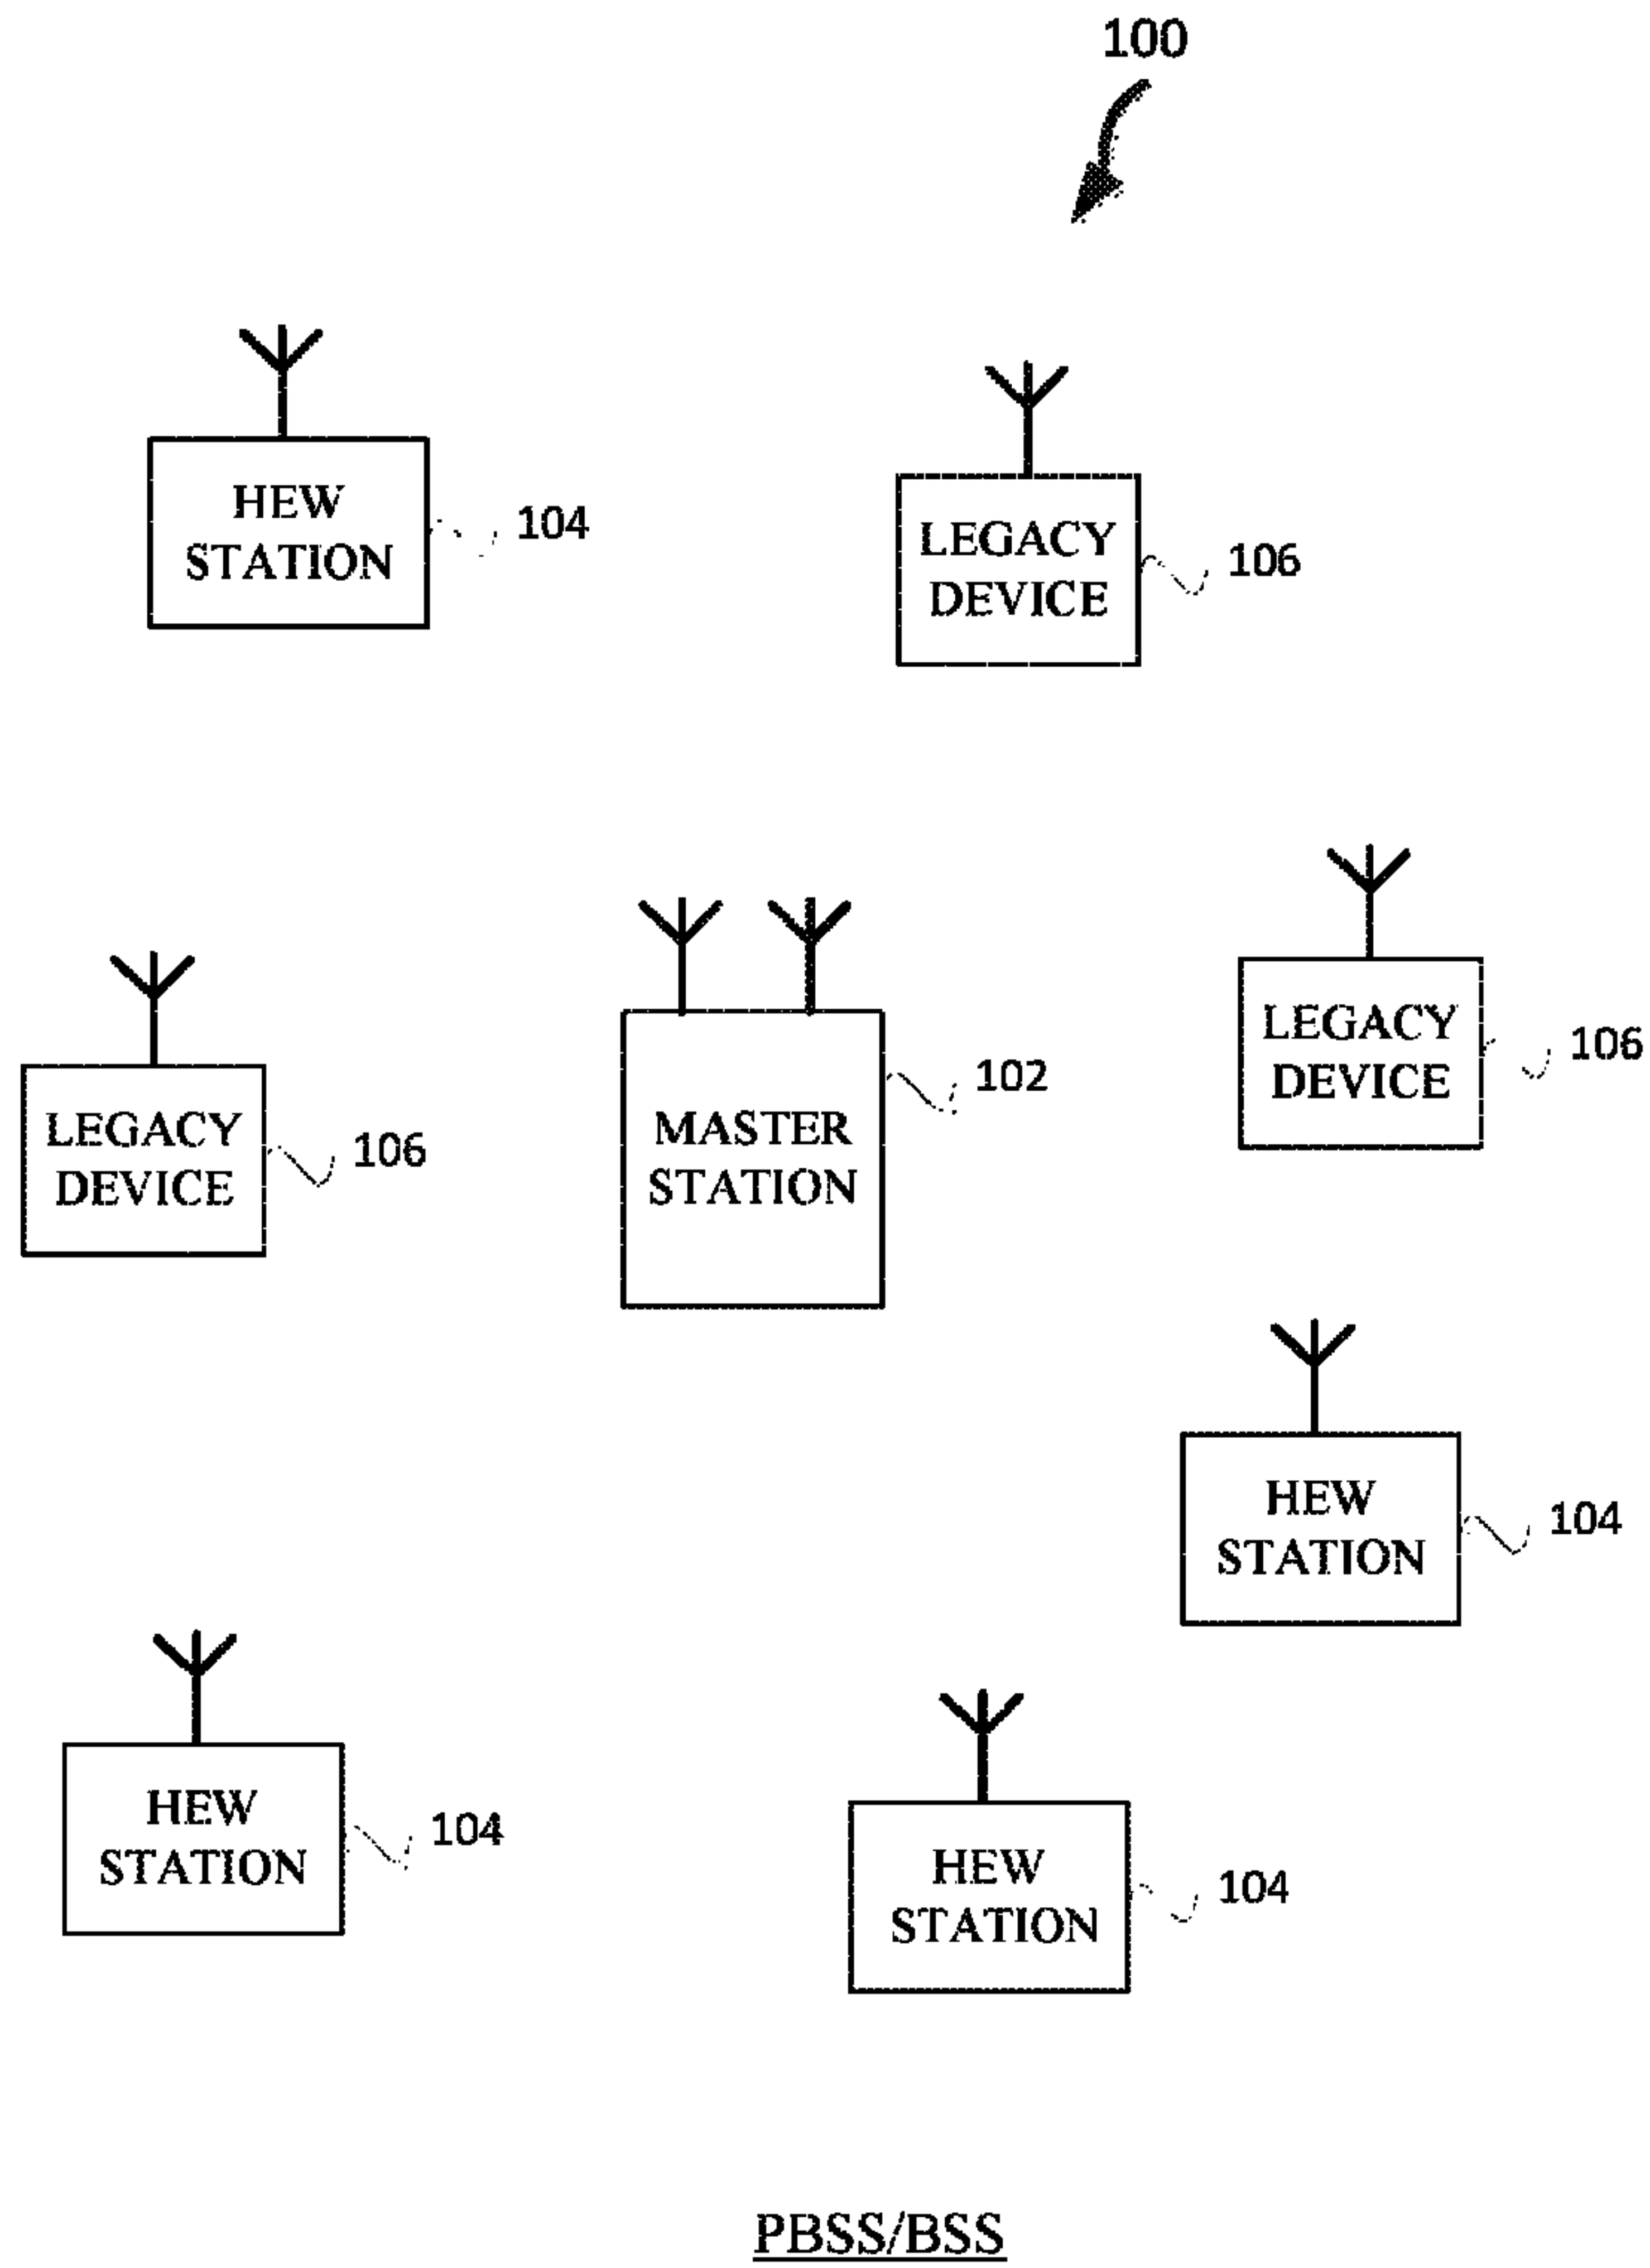 100
HEW
STATION
104
LEGACY
DEVICE
106
LEGACY
DEVICE
106
MASTER
STATION
102
LEGACY
DEVICE
106
HEW
STATION
104
HEW
STATION
104
HEW
STATION
104
PBSS/BSS